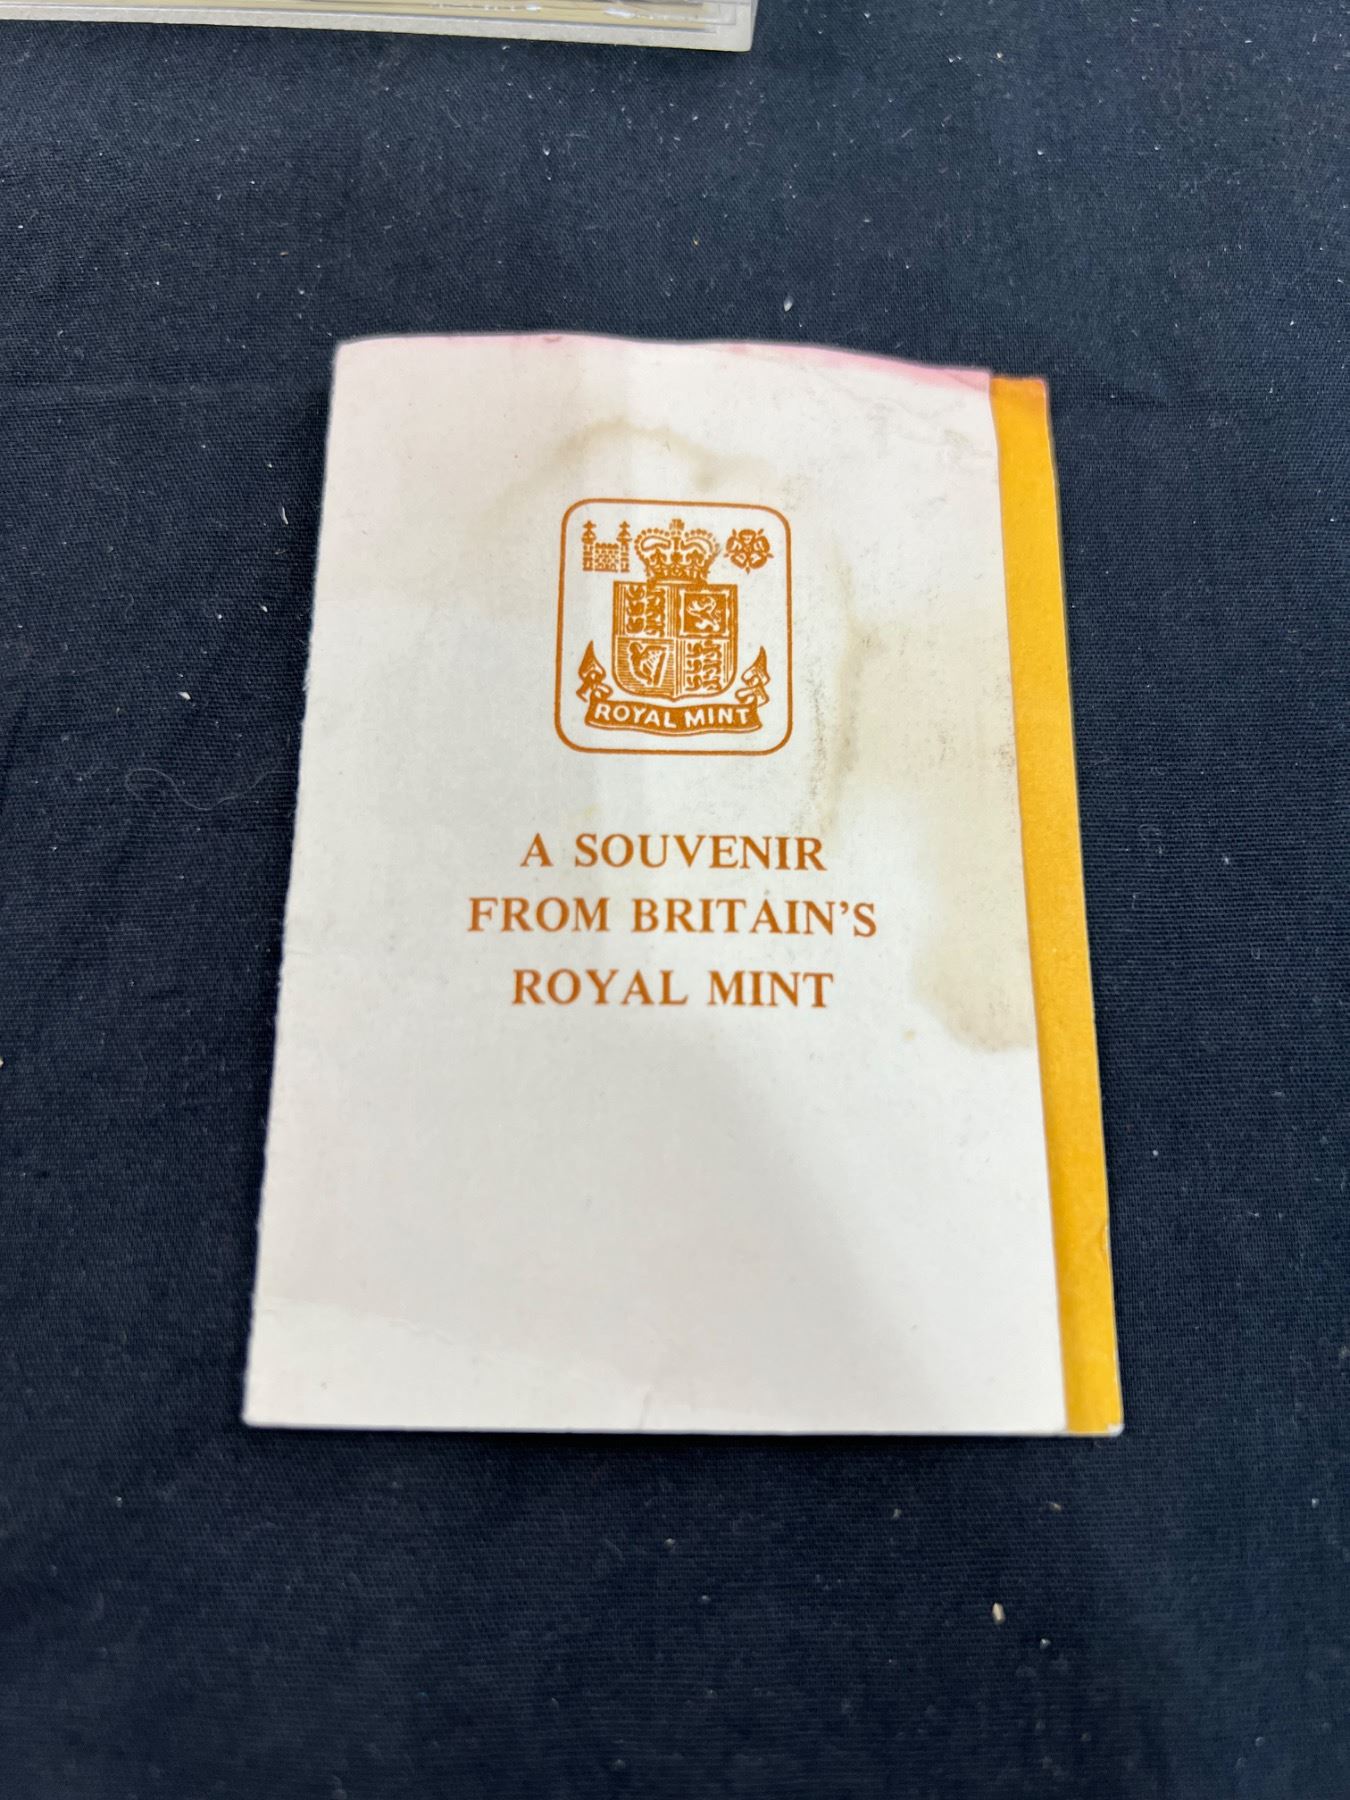 ROYAL MINT
A SOUVENIR
FROM BRITAIN'S
ROYAL MINT